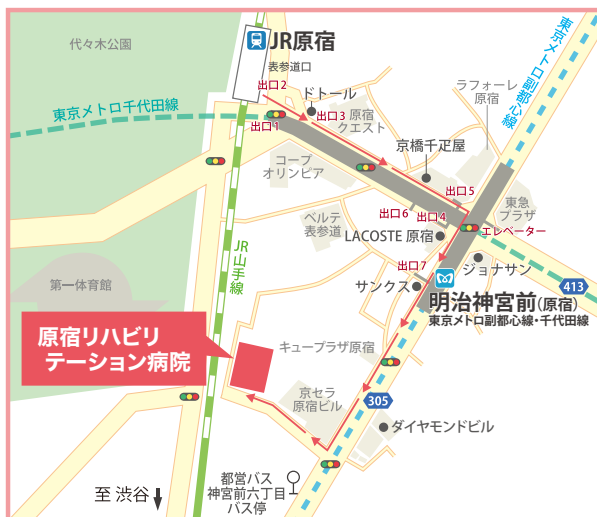 代々木公園
JR原宿
表参道口
出口2
ドトール
出口3
原宿
クエスト
ラフォーレ
原宿
東京メトロ副都心線
東京メトロ千代田線
出口1
京橋千疋屋
コープ
オリンピア
出口5
出口6
出口4
東急
プラザ
エレベーター
ベルテ
表参道
LACOSTE 原宿
JR山手線
出口7
ジョナサン
第一体育館
サンクス
413
明治神宮前(原宿)
東京メトロ副都心線・千代田線
原宿リハビリ
テーション病院
キュープラザ原宿
京セラ
原宿ビル
305
ダイヤモンドビル
都営バス
神宮前六丁目
バス停
至 渋谷